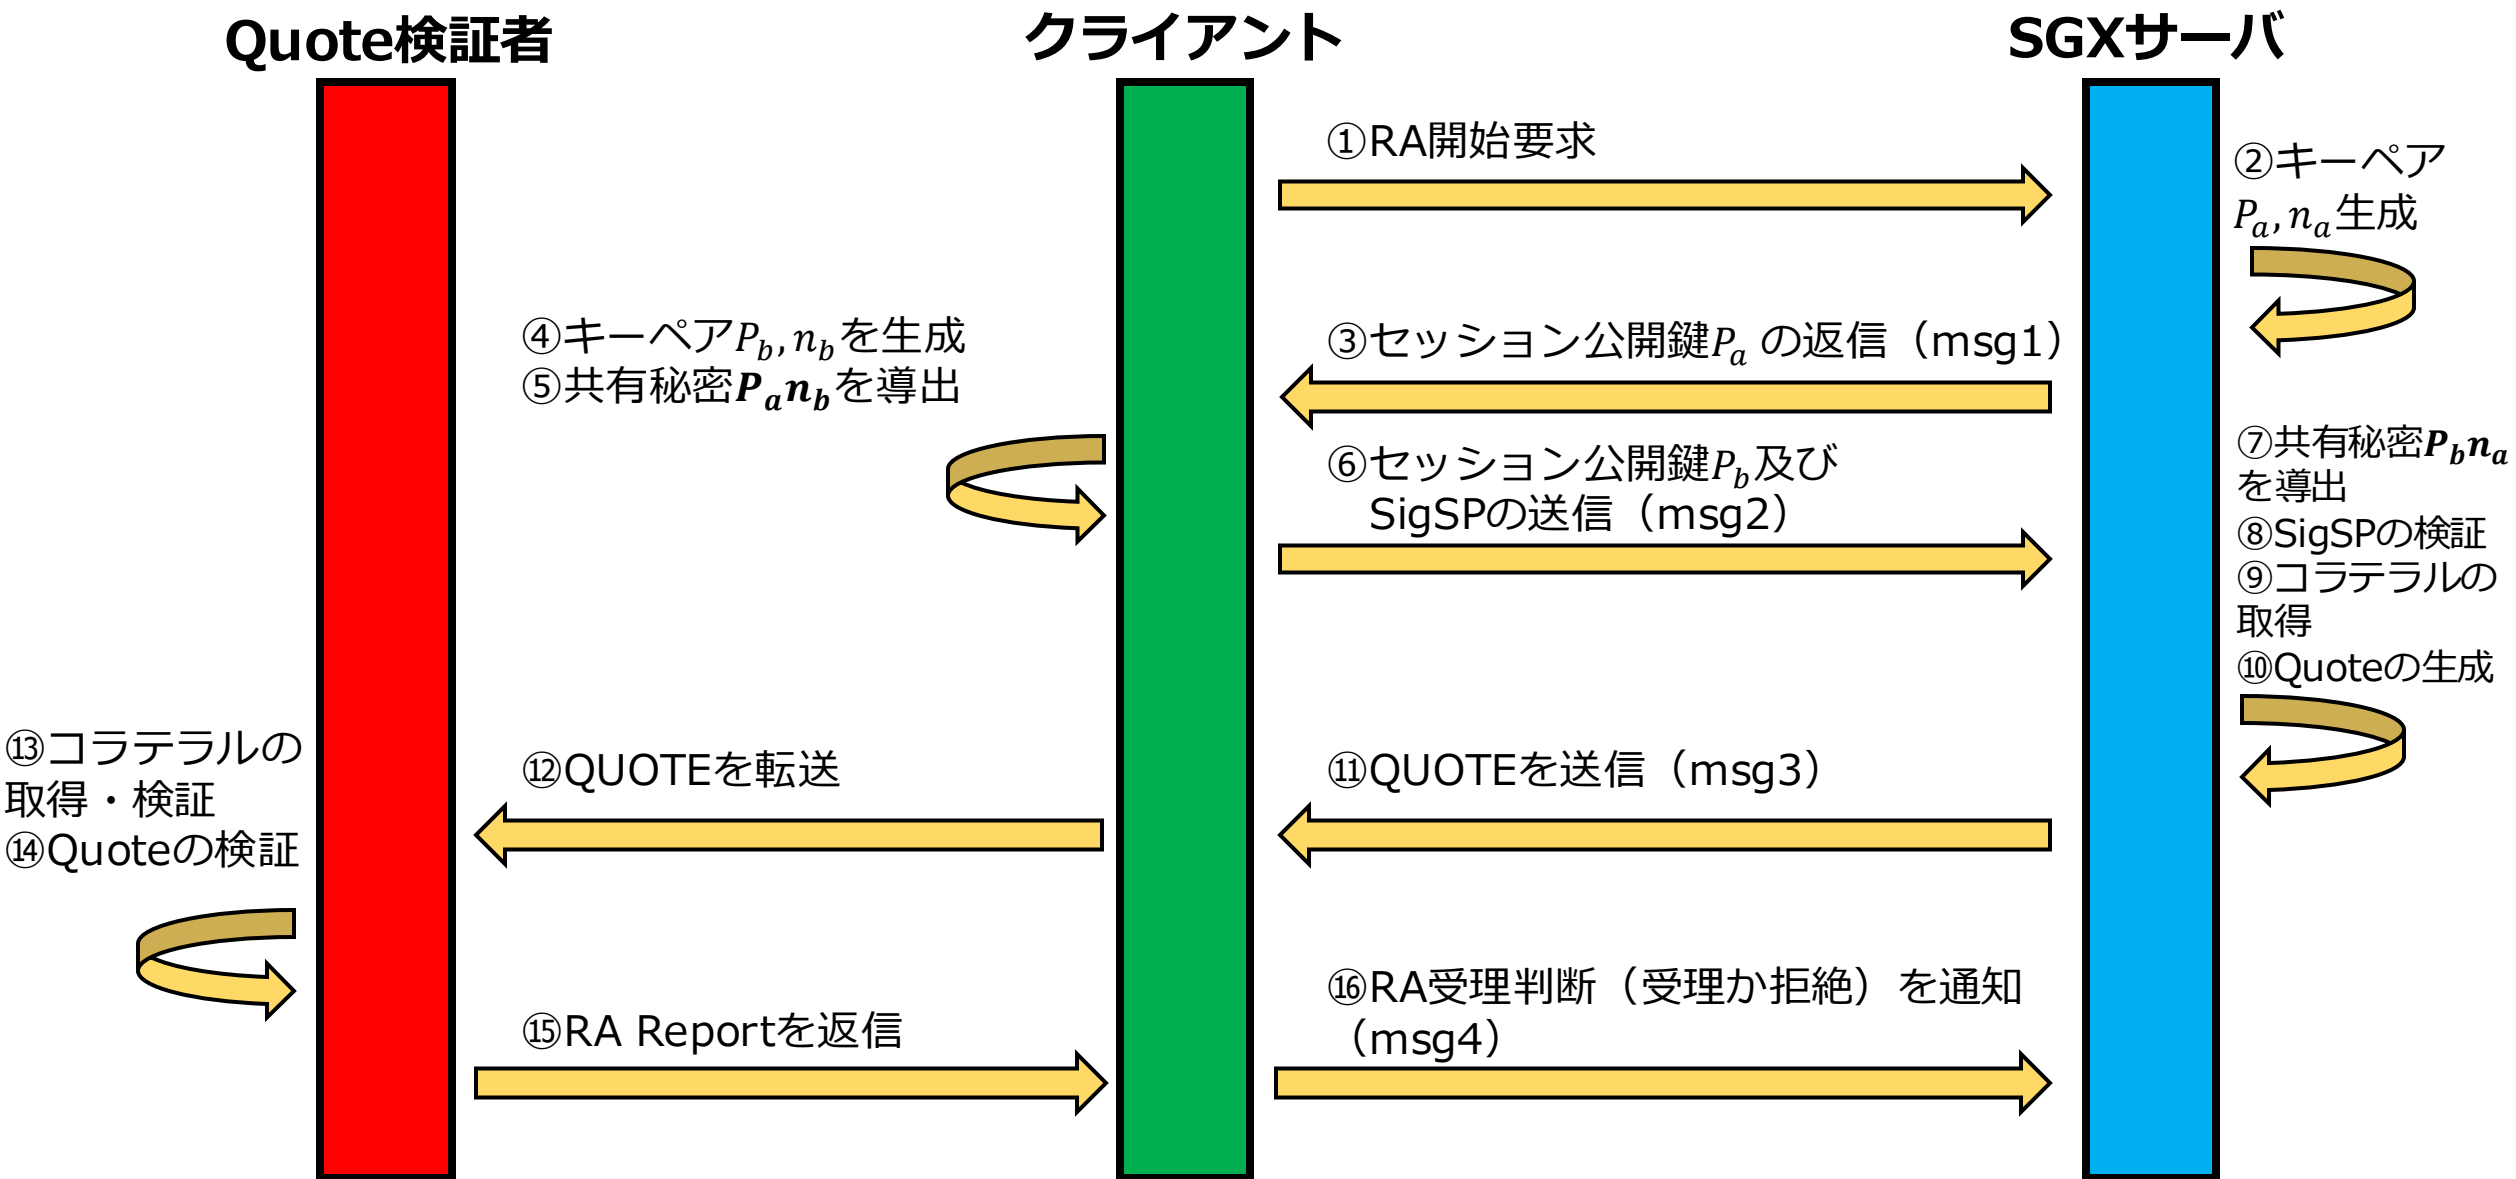 Quote検証者
クライアント
SGXサーバ
①RA開始要求
②キーペア
Pa, na生成
③セッション公開鍵Pa の返信（msg1）
④キーペアPb, nbを生成
⑤共有秘密Panbを導出
⑥セッション公開鍵Pb及び
SigSPの送信（msg2）
⑦共有秘密Pbna
を導出
⑧SigSPの検証
⑨コラテラルの
取得
⑩Quoteの生成
⑪QUOTEを送信（msg3）
⑫QUOTEを転送
⑬コラテラルの
取得・検証
⑭Quoteの検証
⑮RA Reportを返信
⑯RA受理判断（受理か拒絶）を通知
（msg4）